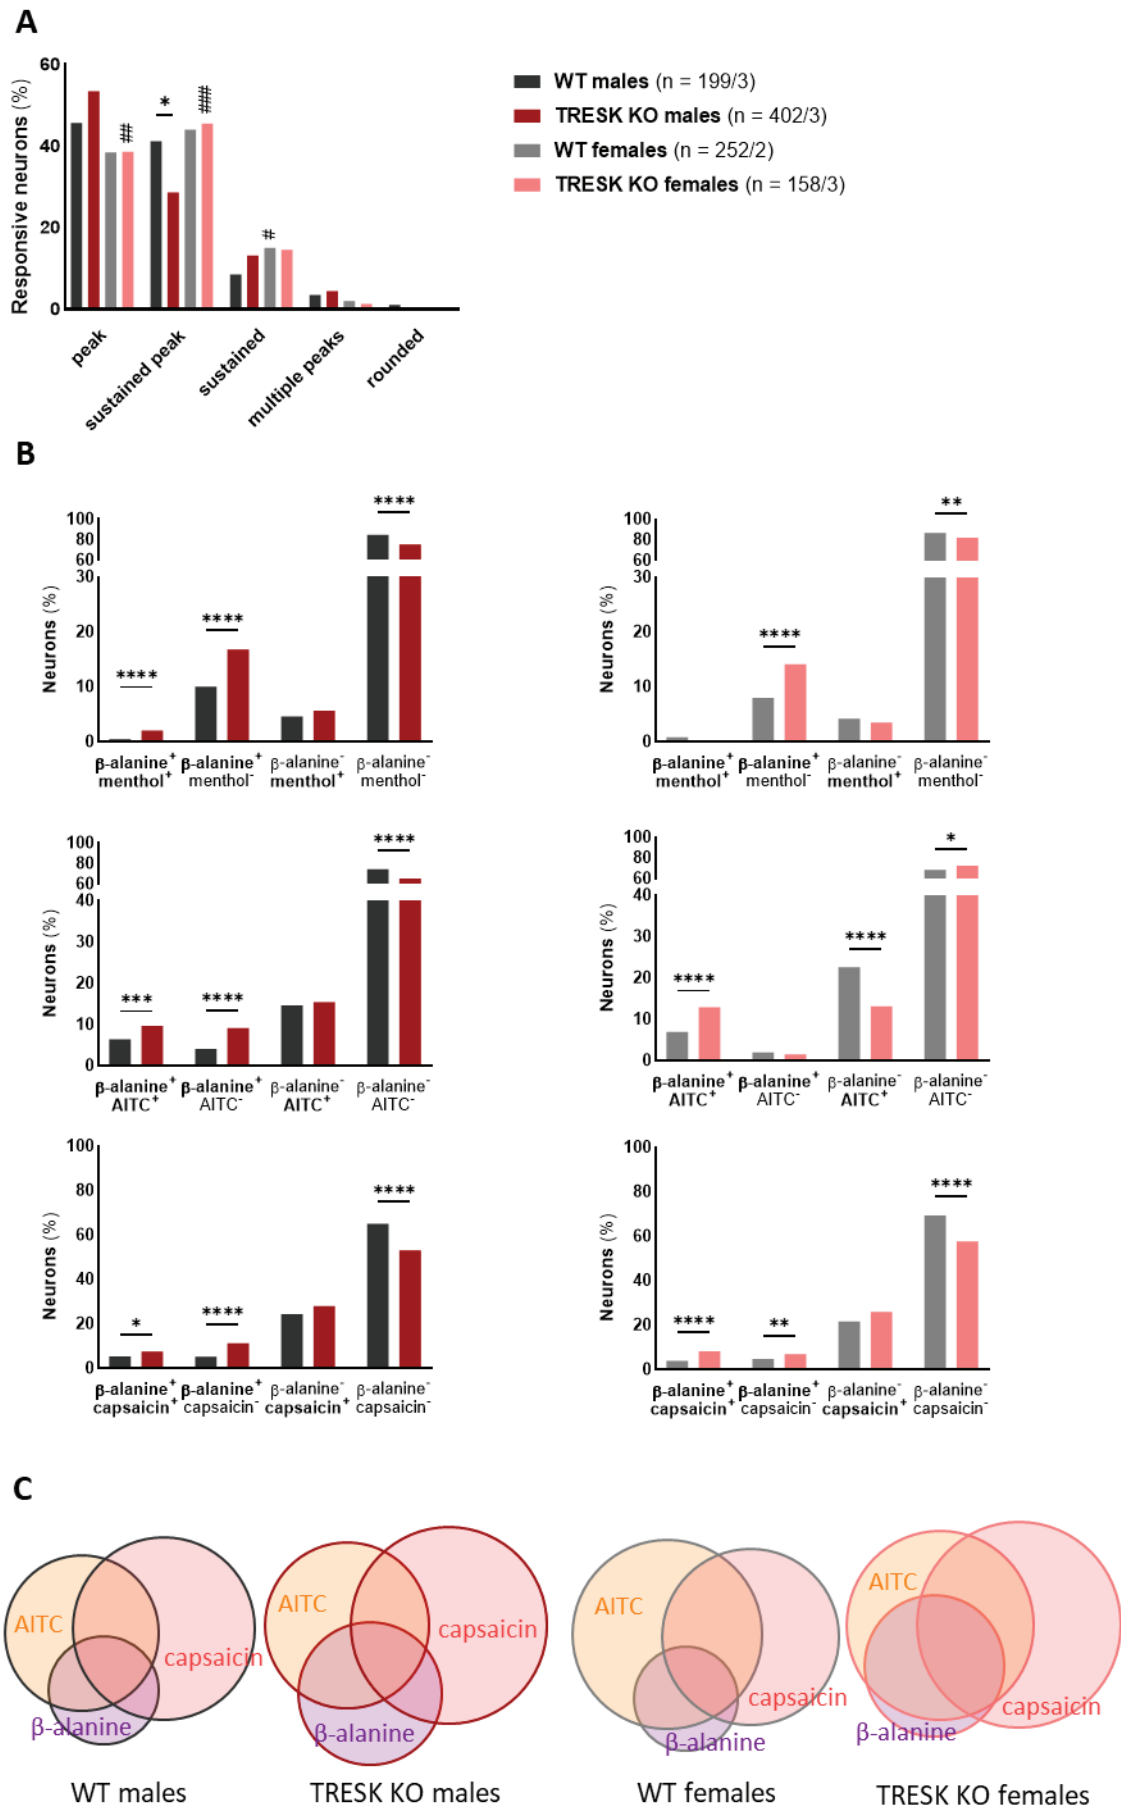 A
Responsive neurons (%)
60
40
20
0
*
##
###
#
peak
sustained peak
sustained
multiple peaks
rounded
WT males (n = 199/3)
TRESK KO males (n = 402/3)
WT females (n = 252/2)
TRESK KO females (n = 158/3)
B
Neurons (%)
100
80
60
30
20
10
0
****
****
****
β-alanine+ β-alanine+ β-alanine- β-alanine-
menthol+ menthol- menthol+ menthol-
Neurons (%)
100
80
60
30
20
10
0
****
**
β-alanine+ β-alanine+ β-alanine- β-alanine-
menthol+ menthol- menthol+ menthol-
Neurons (%)
100
80
60
40
30
20
10
0
***
****
****
β-alanine+ β-alanine+ β-alanine- β-alanine-
AITC+ AITC- AITC+ AITC-
Neurons (%)
100
80
60
40
30
20
10
0
****
****
*
β-alanine+ β-alanine+ β-alanine- β-alanine-
AITC+ AITC- AITC+ AITC-
Neurons (%)
100
80
60
40
20
0
*
****
****
β-alanine+ β-alanine+ β-alanine- β-alanine-
capsaicin+ capsaicin- capsaicin+ capsaicin-
Neurons (%)
100
80
60
40
20
0
****
**
****
β-alanine+ β-alanine+ β-alanine- β-alanine-
capsaicin+ capsaicin- capsaicin+ capsaicin-
C
AITC
capsaicin
β-alanine
WT males
AITC
capsaicin
β-alanine
TRESK KO males
AITC
capsaicin
β-alanine
WT females
AITC
capsaicin
β-alanine
TRESK KO females